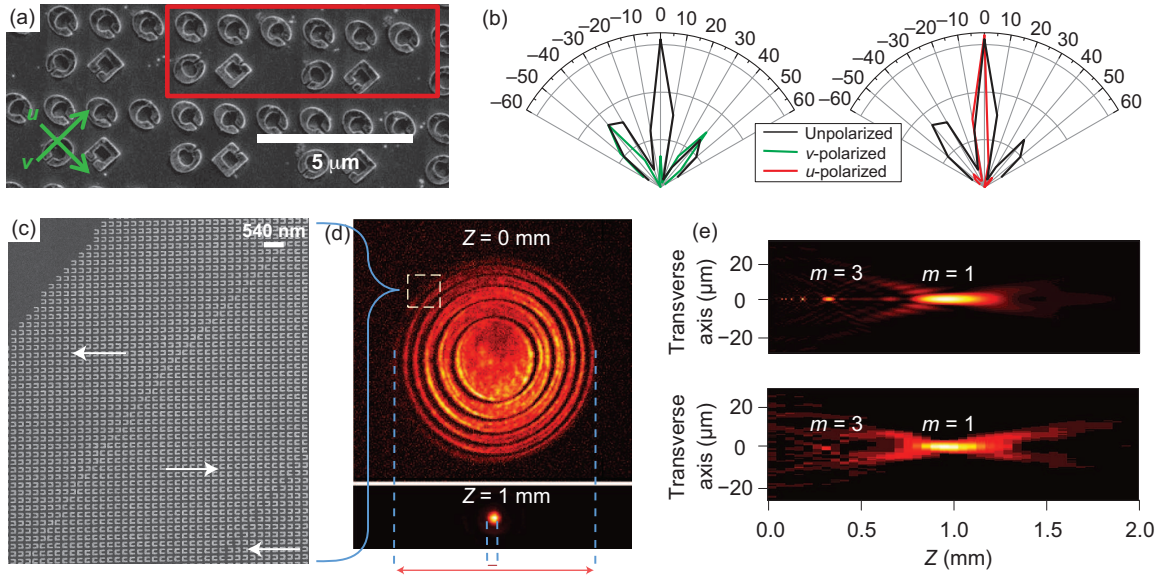 (a)
u
v
5 μm
(b)
−60 −50 −40 −30 −20 −10 0 10 20 30 40 50 60
−60 −50 −40 −30 −20 −10 0 10 20 30 40 50 60
Unpolarized
v-polarized
u-polarized
(c)
540 nm
(d)
Z = 0 mm
Z = 1 mm
(e)
Transverse
axis (μm)
20
0
−20
m = 3
m = 1
Transverse
axis (μm)
20
0
−20
m = 3
m = 1
0.0 0.5 1.0 1.5 2.0
Z (mm)